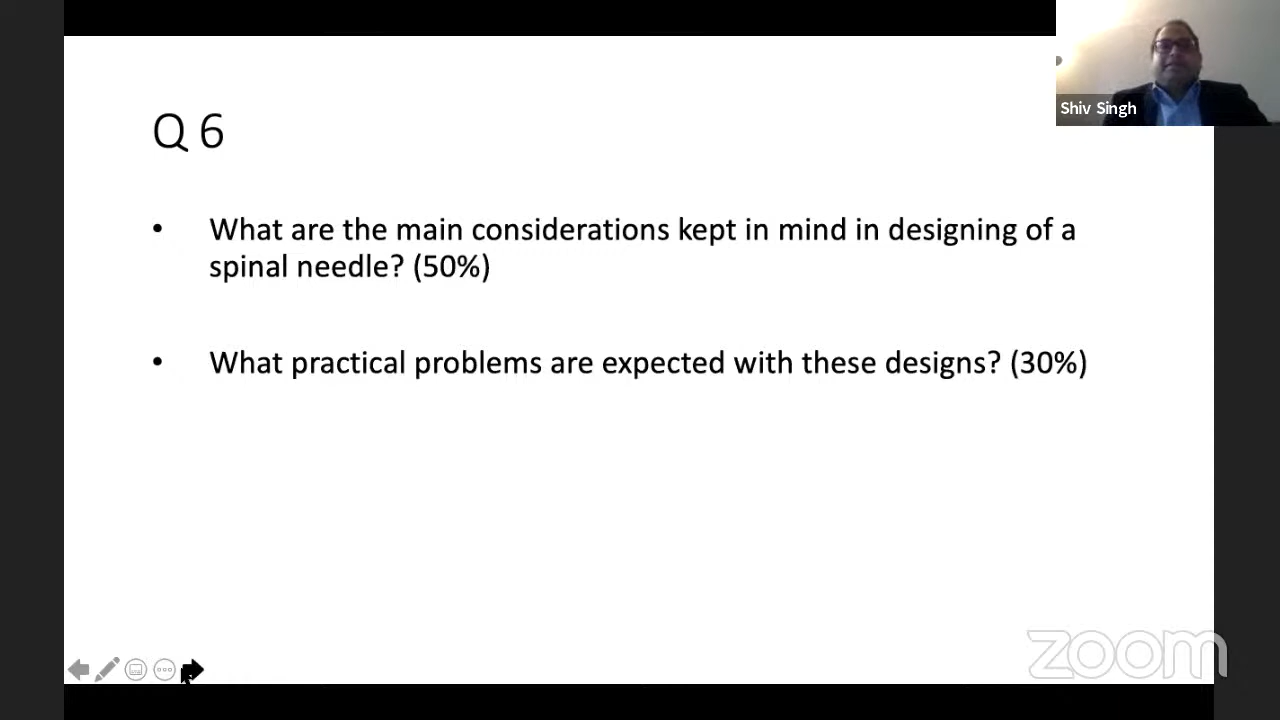 Shiv Singh
Q 6
• What are the main considerations kept in mind in designing of a
spinal needle? (50%)
• What practical problems are expected with these designs? (30%)
zoom